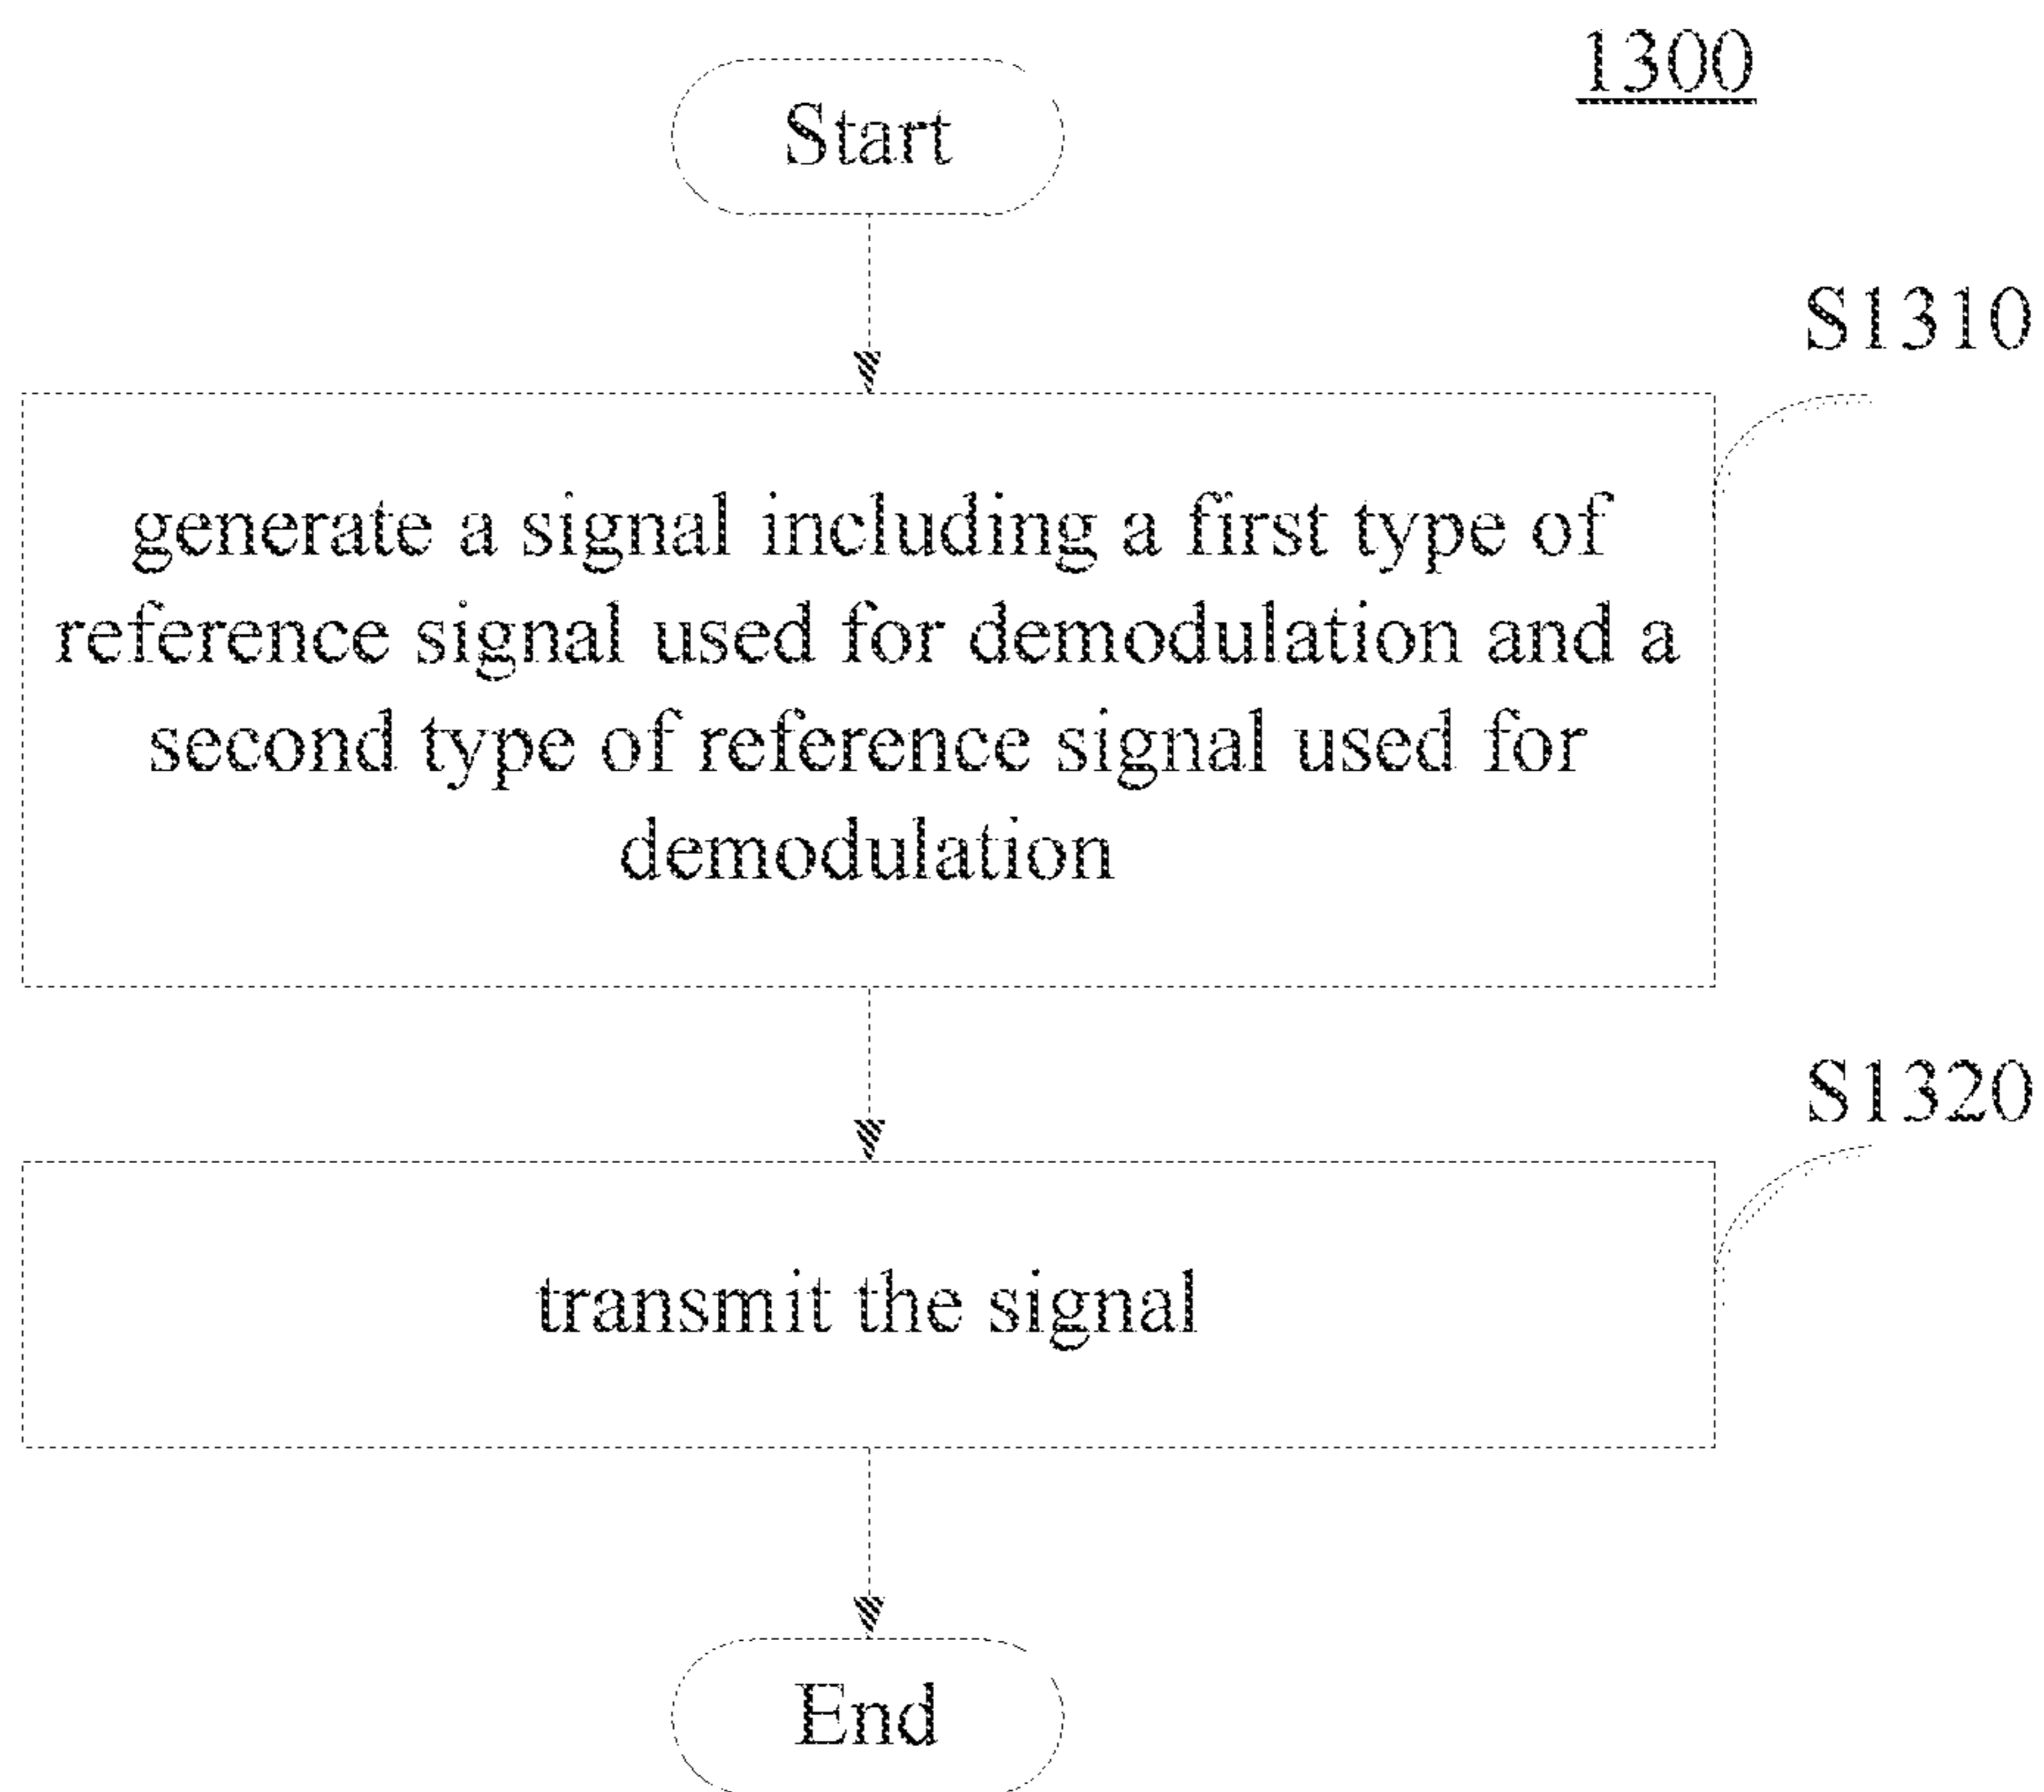 1300
Start
S1310
generate a signal including a first type of
reference signal used for demodulation and a
second type of reference signal used for
demodulation
S1320
transmit the signal
End